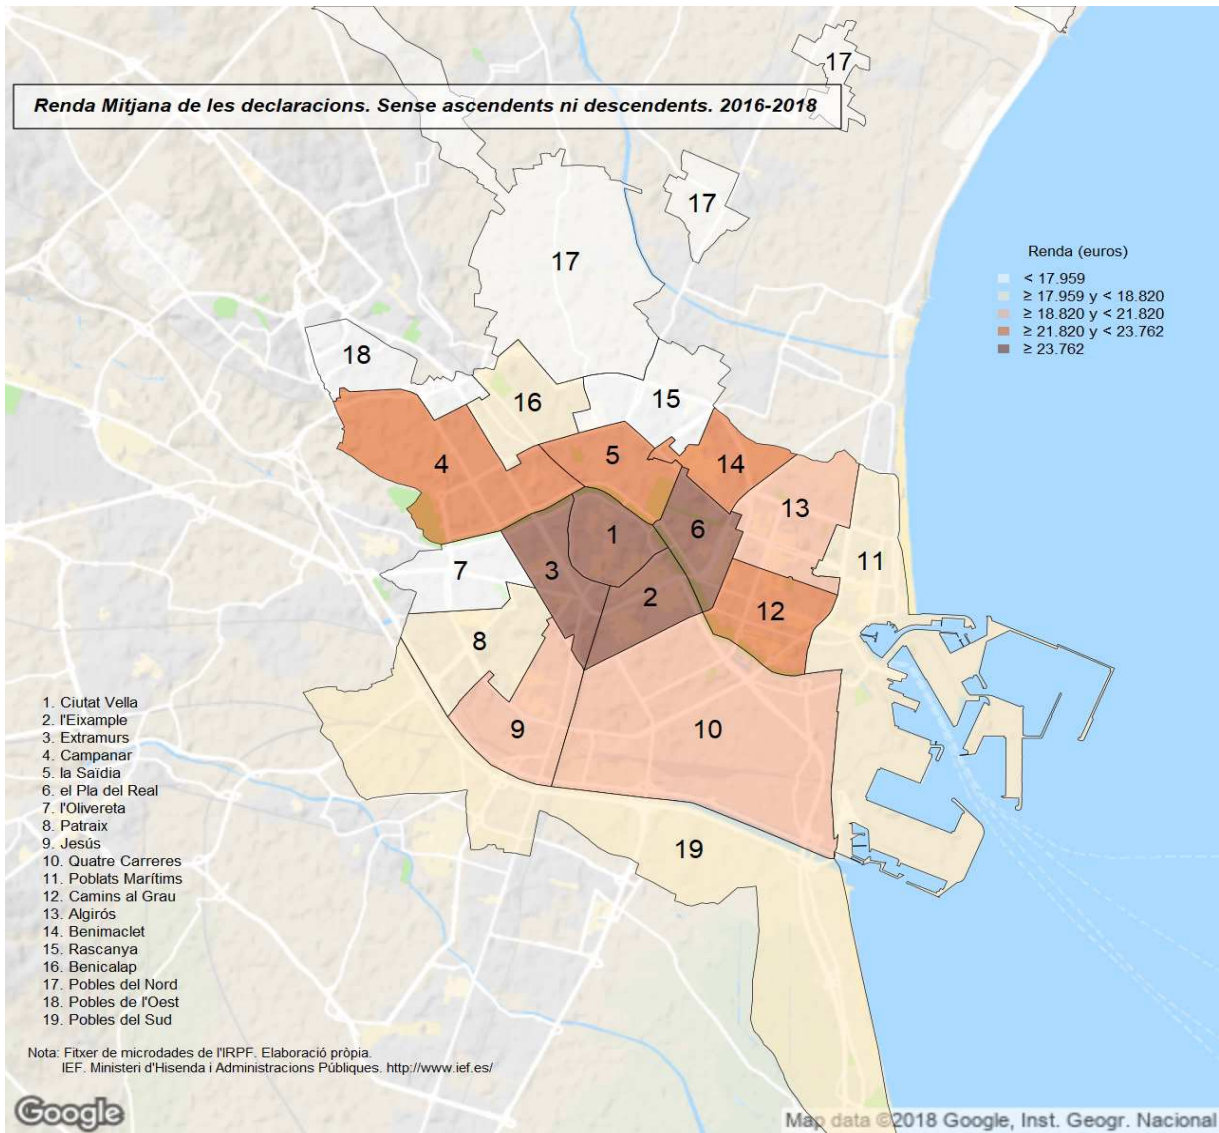 17
Renda Mitjana de les declaracions. Sense ascendents ni descendents. 2016-2018
17
17
Renda (euros)
< 17.959
≥ 17.959 y < 18.820
≥ 18.820 y < 21.820
≥ 21.820 y < 23.762
≥ 23.762
18
16
15
4
5
14
13
1
6
11
7
3
2
12
8
9
10
19
1. Ciutat Vella
2. l'Eixample
3. Extramurs
4. Campanar
5. la Saïdia
6. el Pla del Real
7. l'Olivereta
8. Patraix
9. Jesús
10. Quatre Carreres
11. Poblats Marítims
12. Camins al Grau
13. Algirós
14. Benimaclet
15. Rascanya
16. Benicalap
17. Pobles del Nord
18. Pobles de l'Oest
19. Pobles del Sud
Nota: Fitxer de microdades de l'IRPF. Elaboració pròpia.
IEF. Ministeri d'Hisenda i Administracions Públiques. http://www.ief.es/
Google
Map data ©2018 Google, Inst. Geogr. Nacional